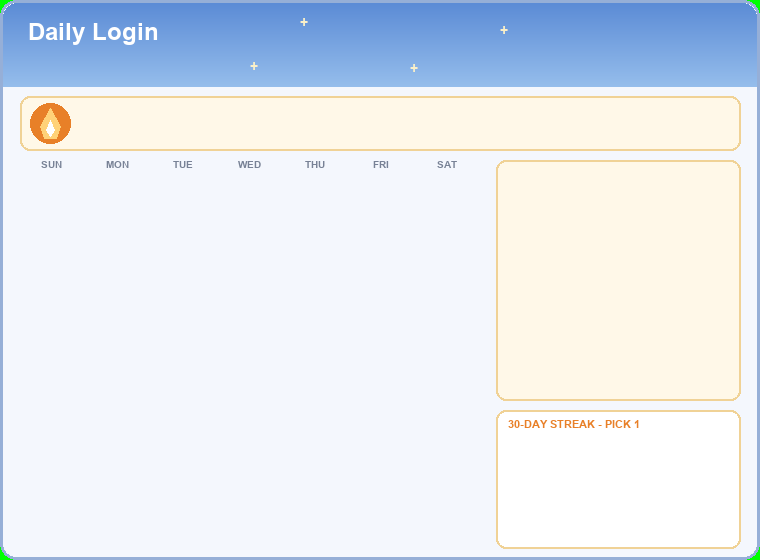 Daily Login
SUN MON TUE WED THU FRI SAT
30-DAY STREAK - PICK 1